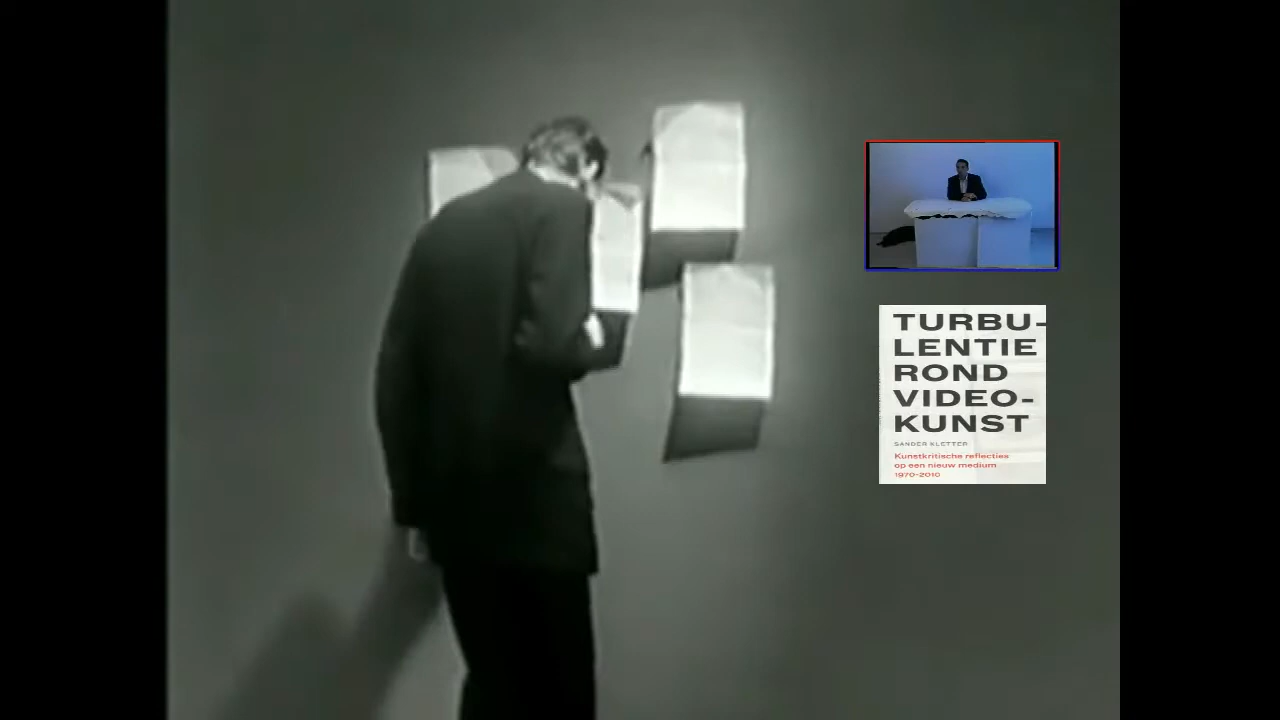 TURBU-
LENTIE
ROND
VIDEO-
KUNST
SANDER KLETTER
Kunstkritische reflecties
op een nieuw medium
1970-2010